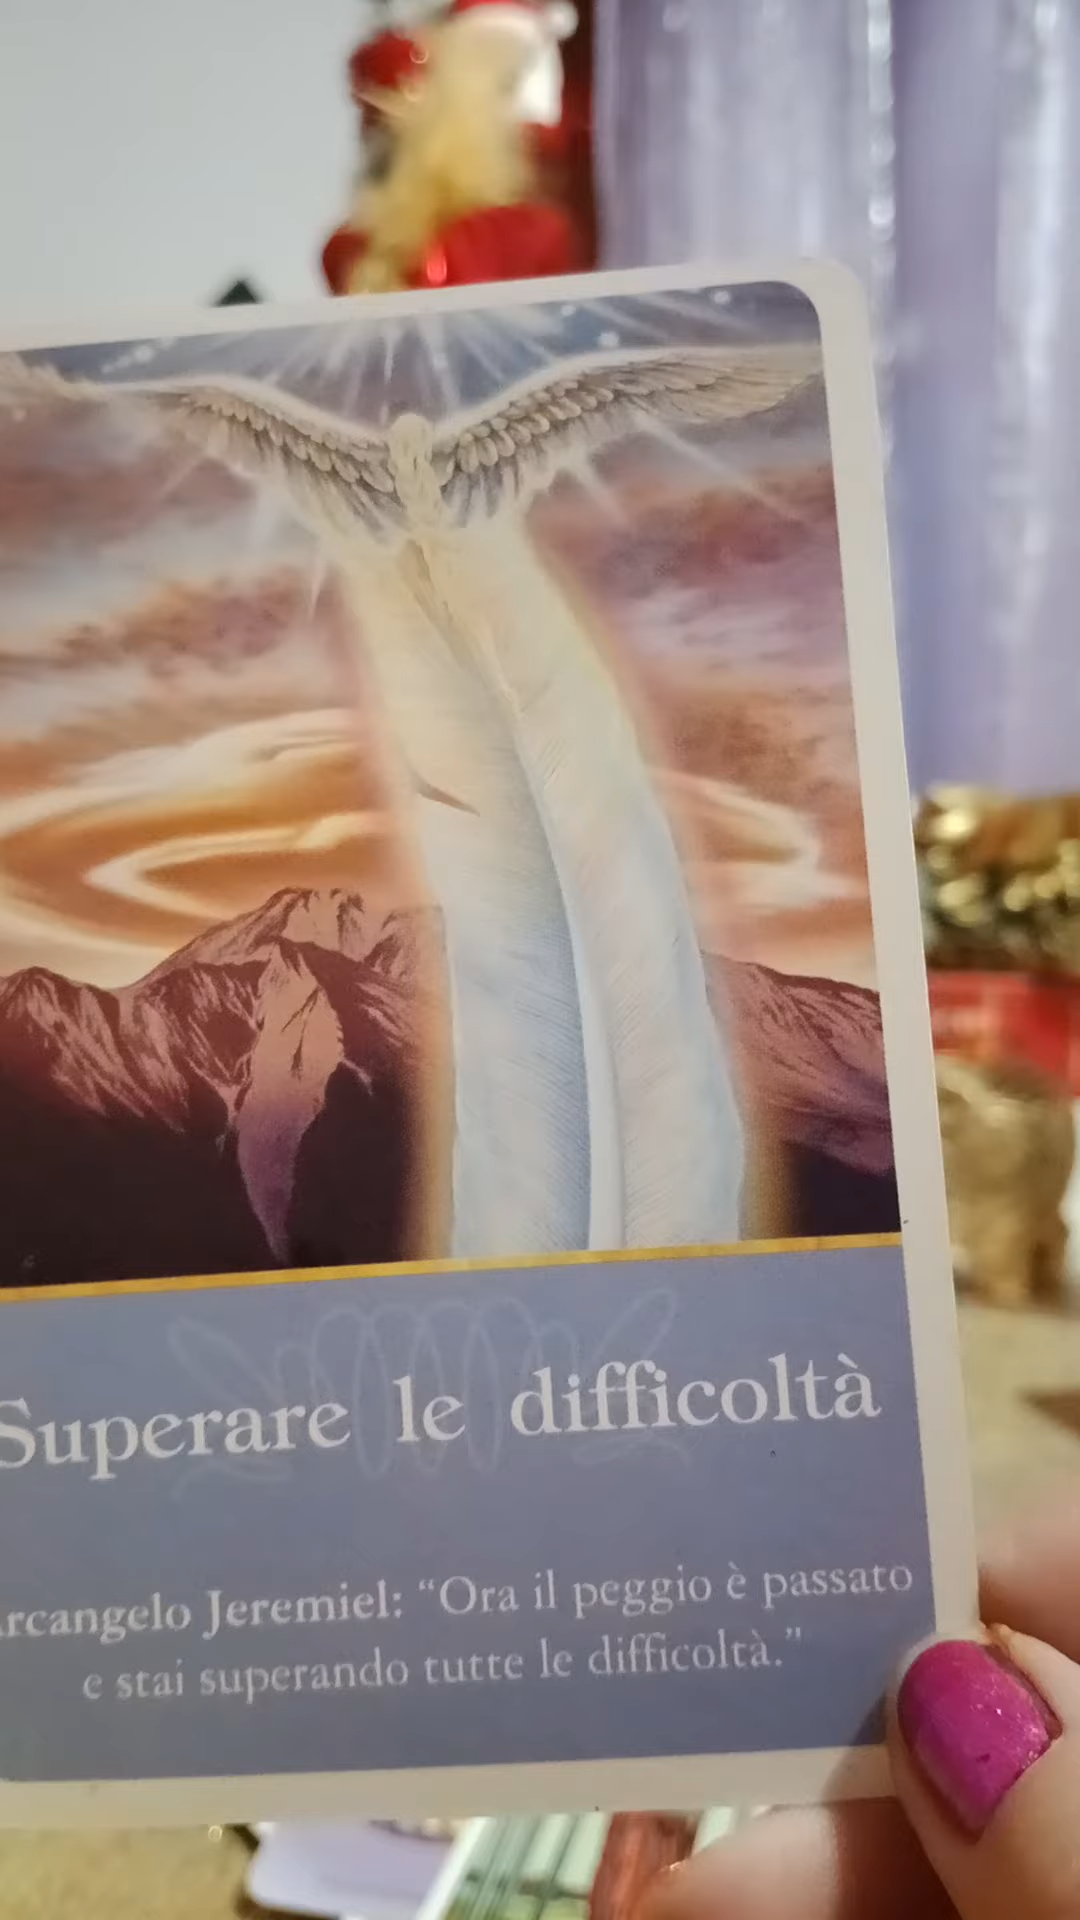 Superare le difficoltà
rcangelo Jeremiel: “Ora il peggio è passato
e stai superando tutte le difficoltà.”